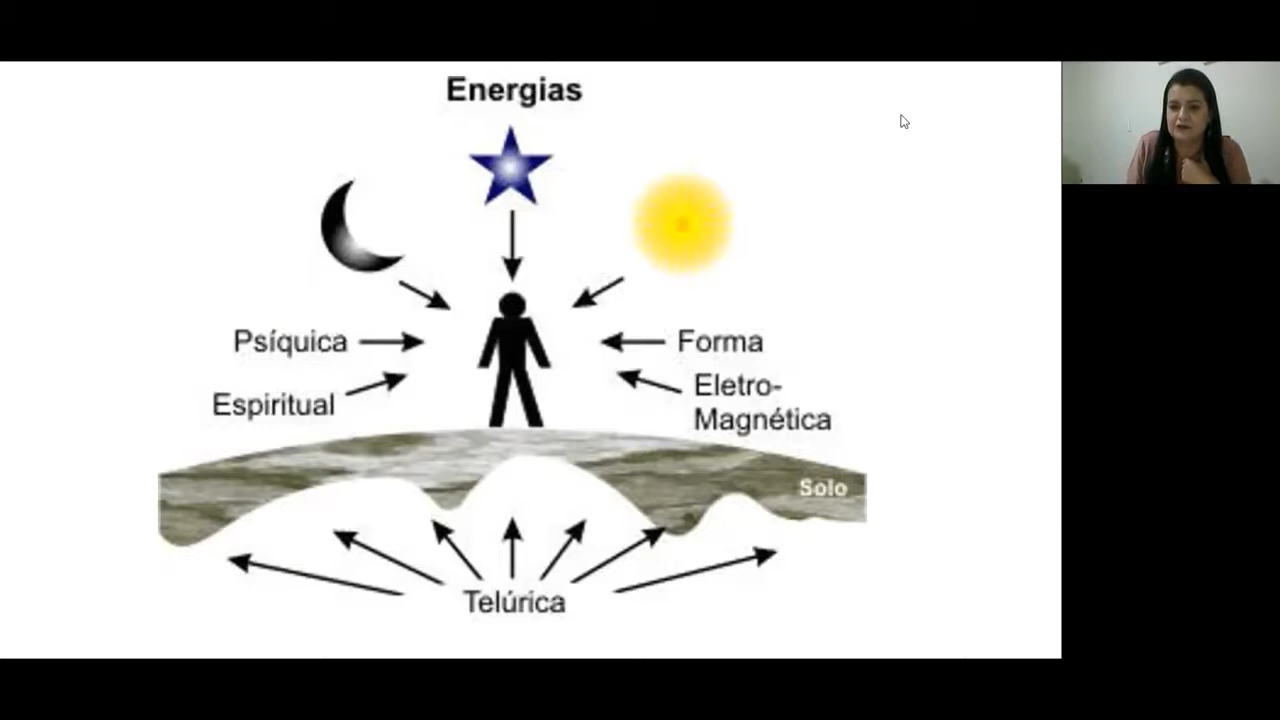 Energias
Psíquica
Forma
Espiritual
Eletro-
Magnética
Solo
Telúrica